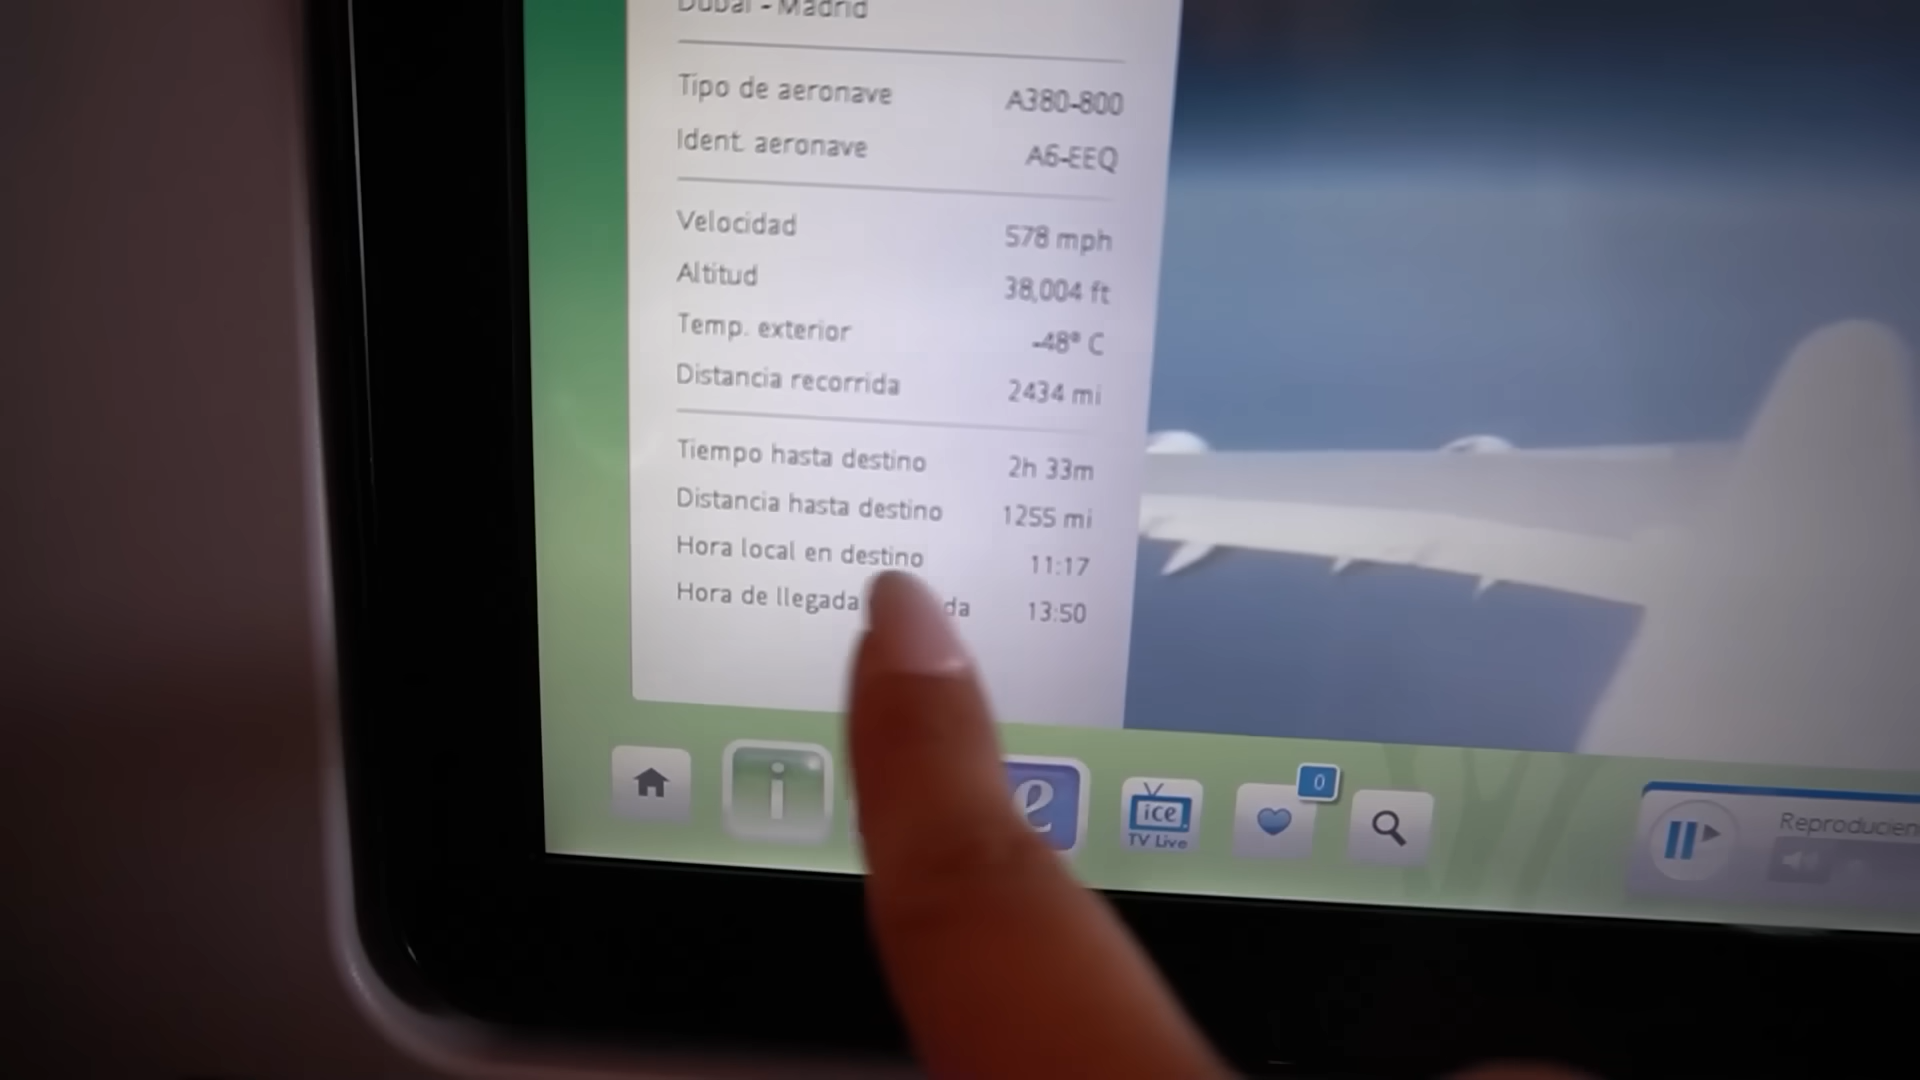 Dubai - Madrid
Tipo de aeronave A380-800
Ident. aeronave A6-EEQ
Velocidad 578 mph
Altitud 38,004 ft
Temp. exterior -48° C
Distancia recorrida 2434 mi
Tiempo hasta destino 2h 33m
Distancia hasta destino 1255 mi
Hora local en destino 11:17
Hora de llegada 13:50
i
e
ice
TV Live
0